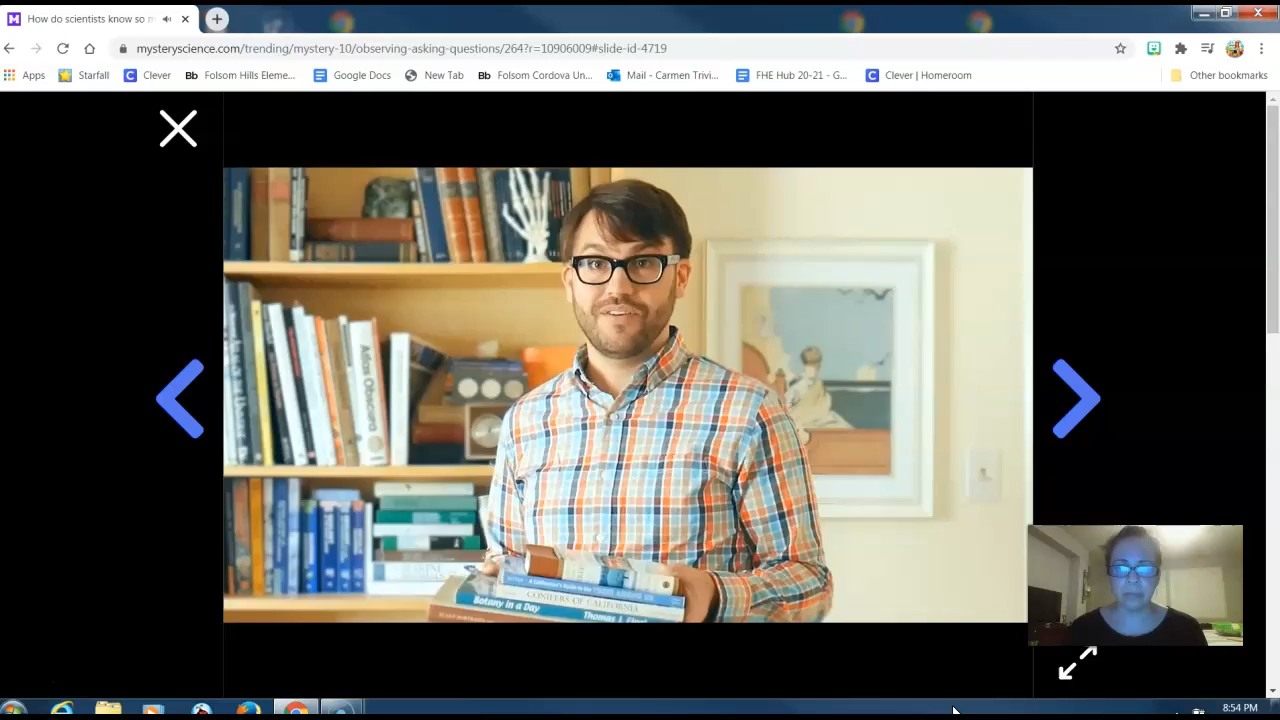 How do scientists know so m
mysteryscience.com/trending/mystery-10/observing-asking-questions/264?r=10906009#slide-id-4719
Apps
Starfall
Clever
Bb Folsom Hills Eleme...
Google Docs
New Tab
Bb Folsom Cordova Un...
Mail - Carmen Trivi...
FHE Hub 20-21 - G...
Clever | Homeroom
Other bookmarks
Atlas Obscura
CONIFERS OF CALIFORNIA
Botany in a Day
Thomas J.
8:54 PM